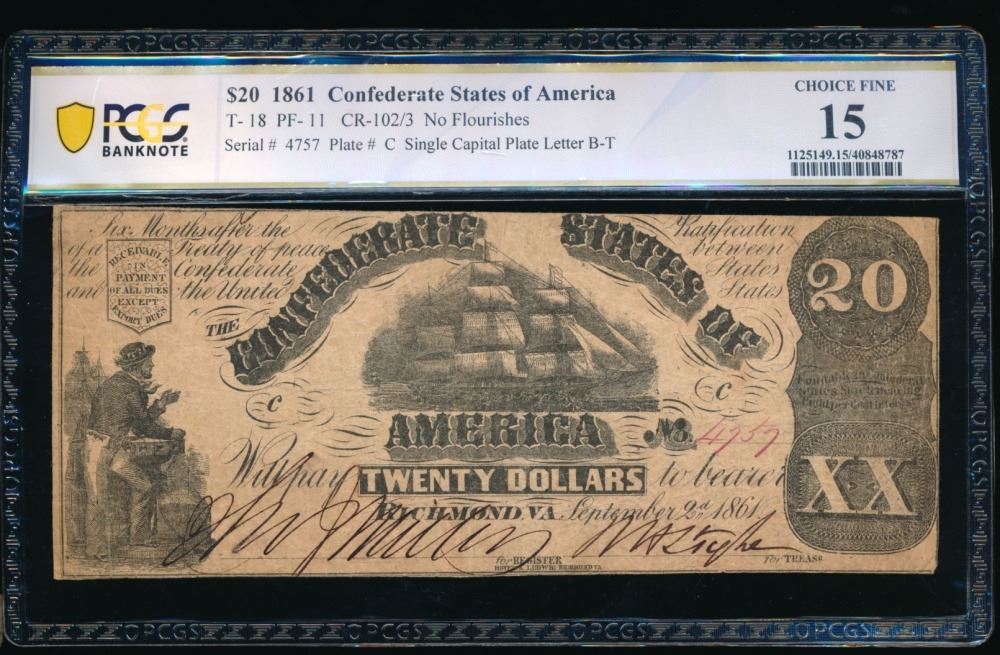 PCGS
BANKNOTE
$20 1861 Confederate States of America
T- 18 PF- 11 CR-102/3 No Flourishes
Serial # 4757 Plate # C Single Capital Plate Letter B-T
CHOICE FINE
15
1125149.15/40848787
Six Months after the Ratification
of a Treaty of peace between
the Confederate States
and the United States
RECEIVABLE
IN
PAYMENT
OF ALL DUES
EXCEPT
EXPORT DUES
THE
CONFEDERATE STATES OF
AMERICA
20
C C
No. 4757
Will pay TWENTY DOLLARS to bearer
RICHMOND, VA. September 2d 1861
XX
For REGISTER
For TREASR